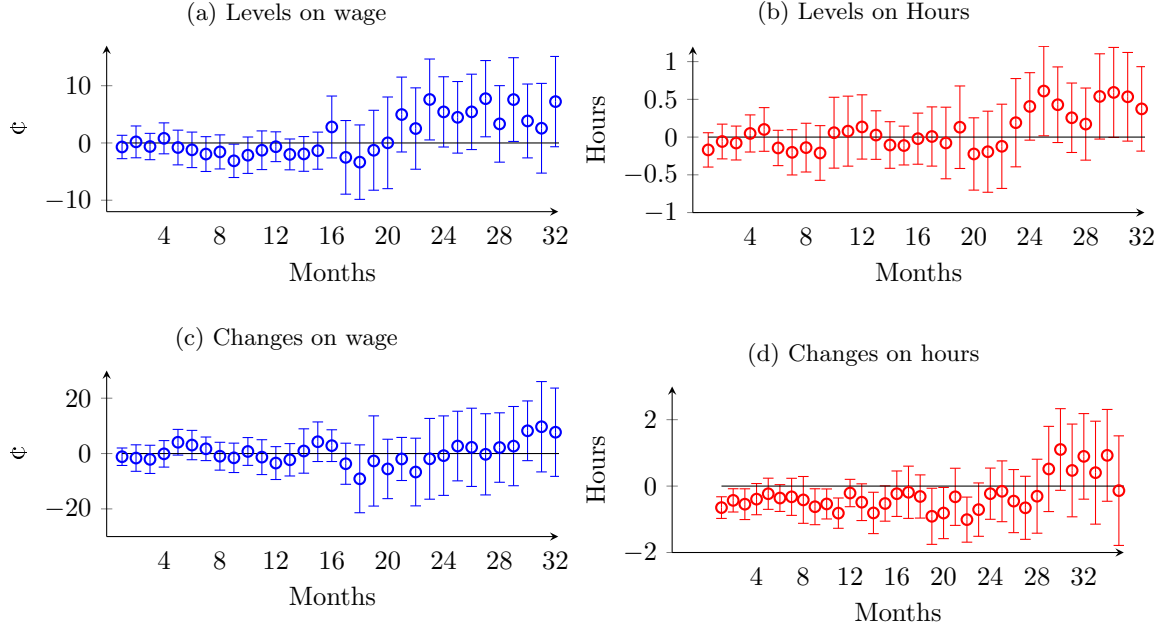 (a) Levels on wage
10
0
−10
¢
4 8 12 16 20 24 28 32
Months
(b) Levels on Hours
1
0.5
0
−0.5
−1
Hours
4 8 12 16 20 24 28 32
Months
(c) Changes on wage
20
0
−20
¢
4 8 12 16 20 24 28 32
Months
(d) Changes on hours
2
0
−2
Hours
4 8 12 16 20 24 28 32
Months